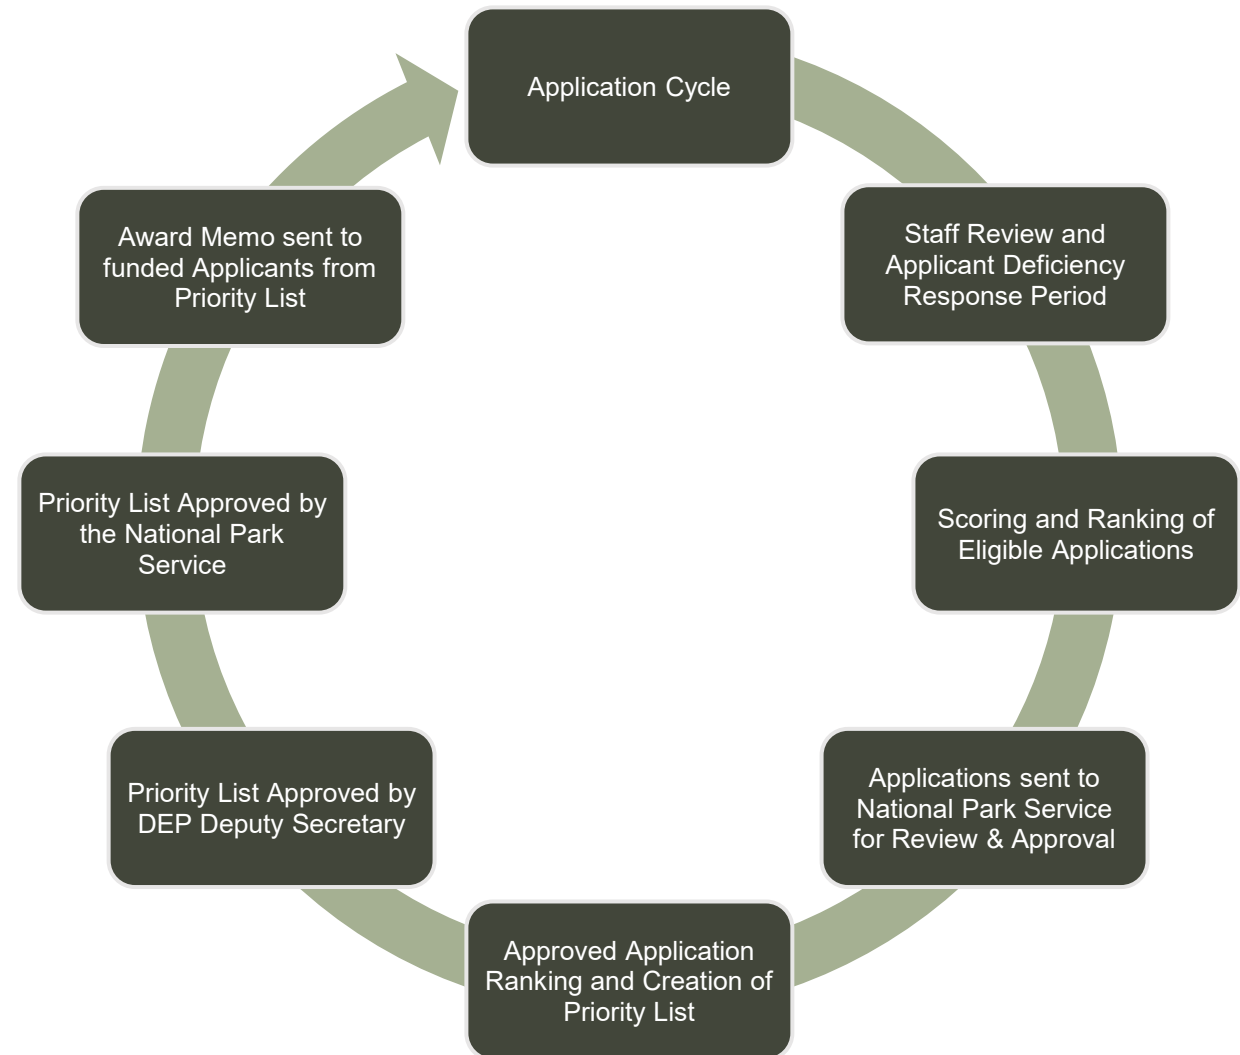 Application Cycle
Staff Review and
Applicant Deficiency
Response Period
Scoring and Ranking of
Eligible Applications
Applications sent to
National Park Service
for Review & Approval
Approved Application
Ranking and Creation of
Priority List
Priority List Approved by
DEP Deputy Secretary
Priority List Approved by
the National Park
Service
Award Memo sent to
funded Applicants from
Priority List